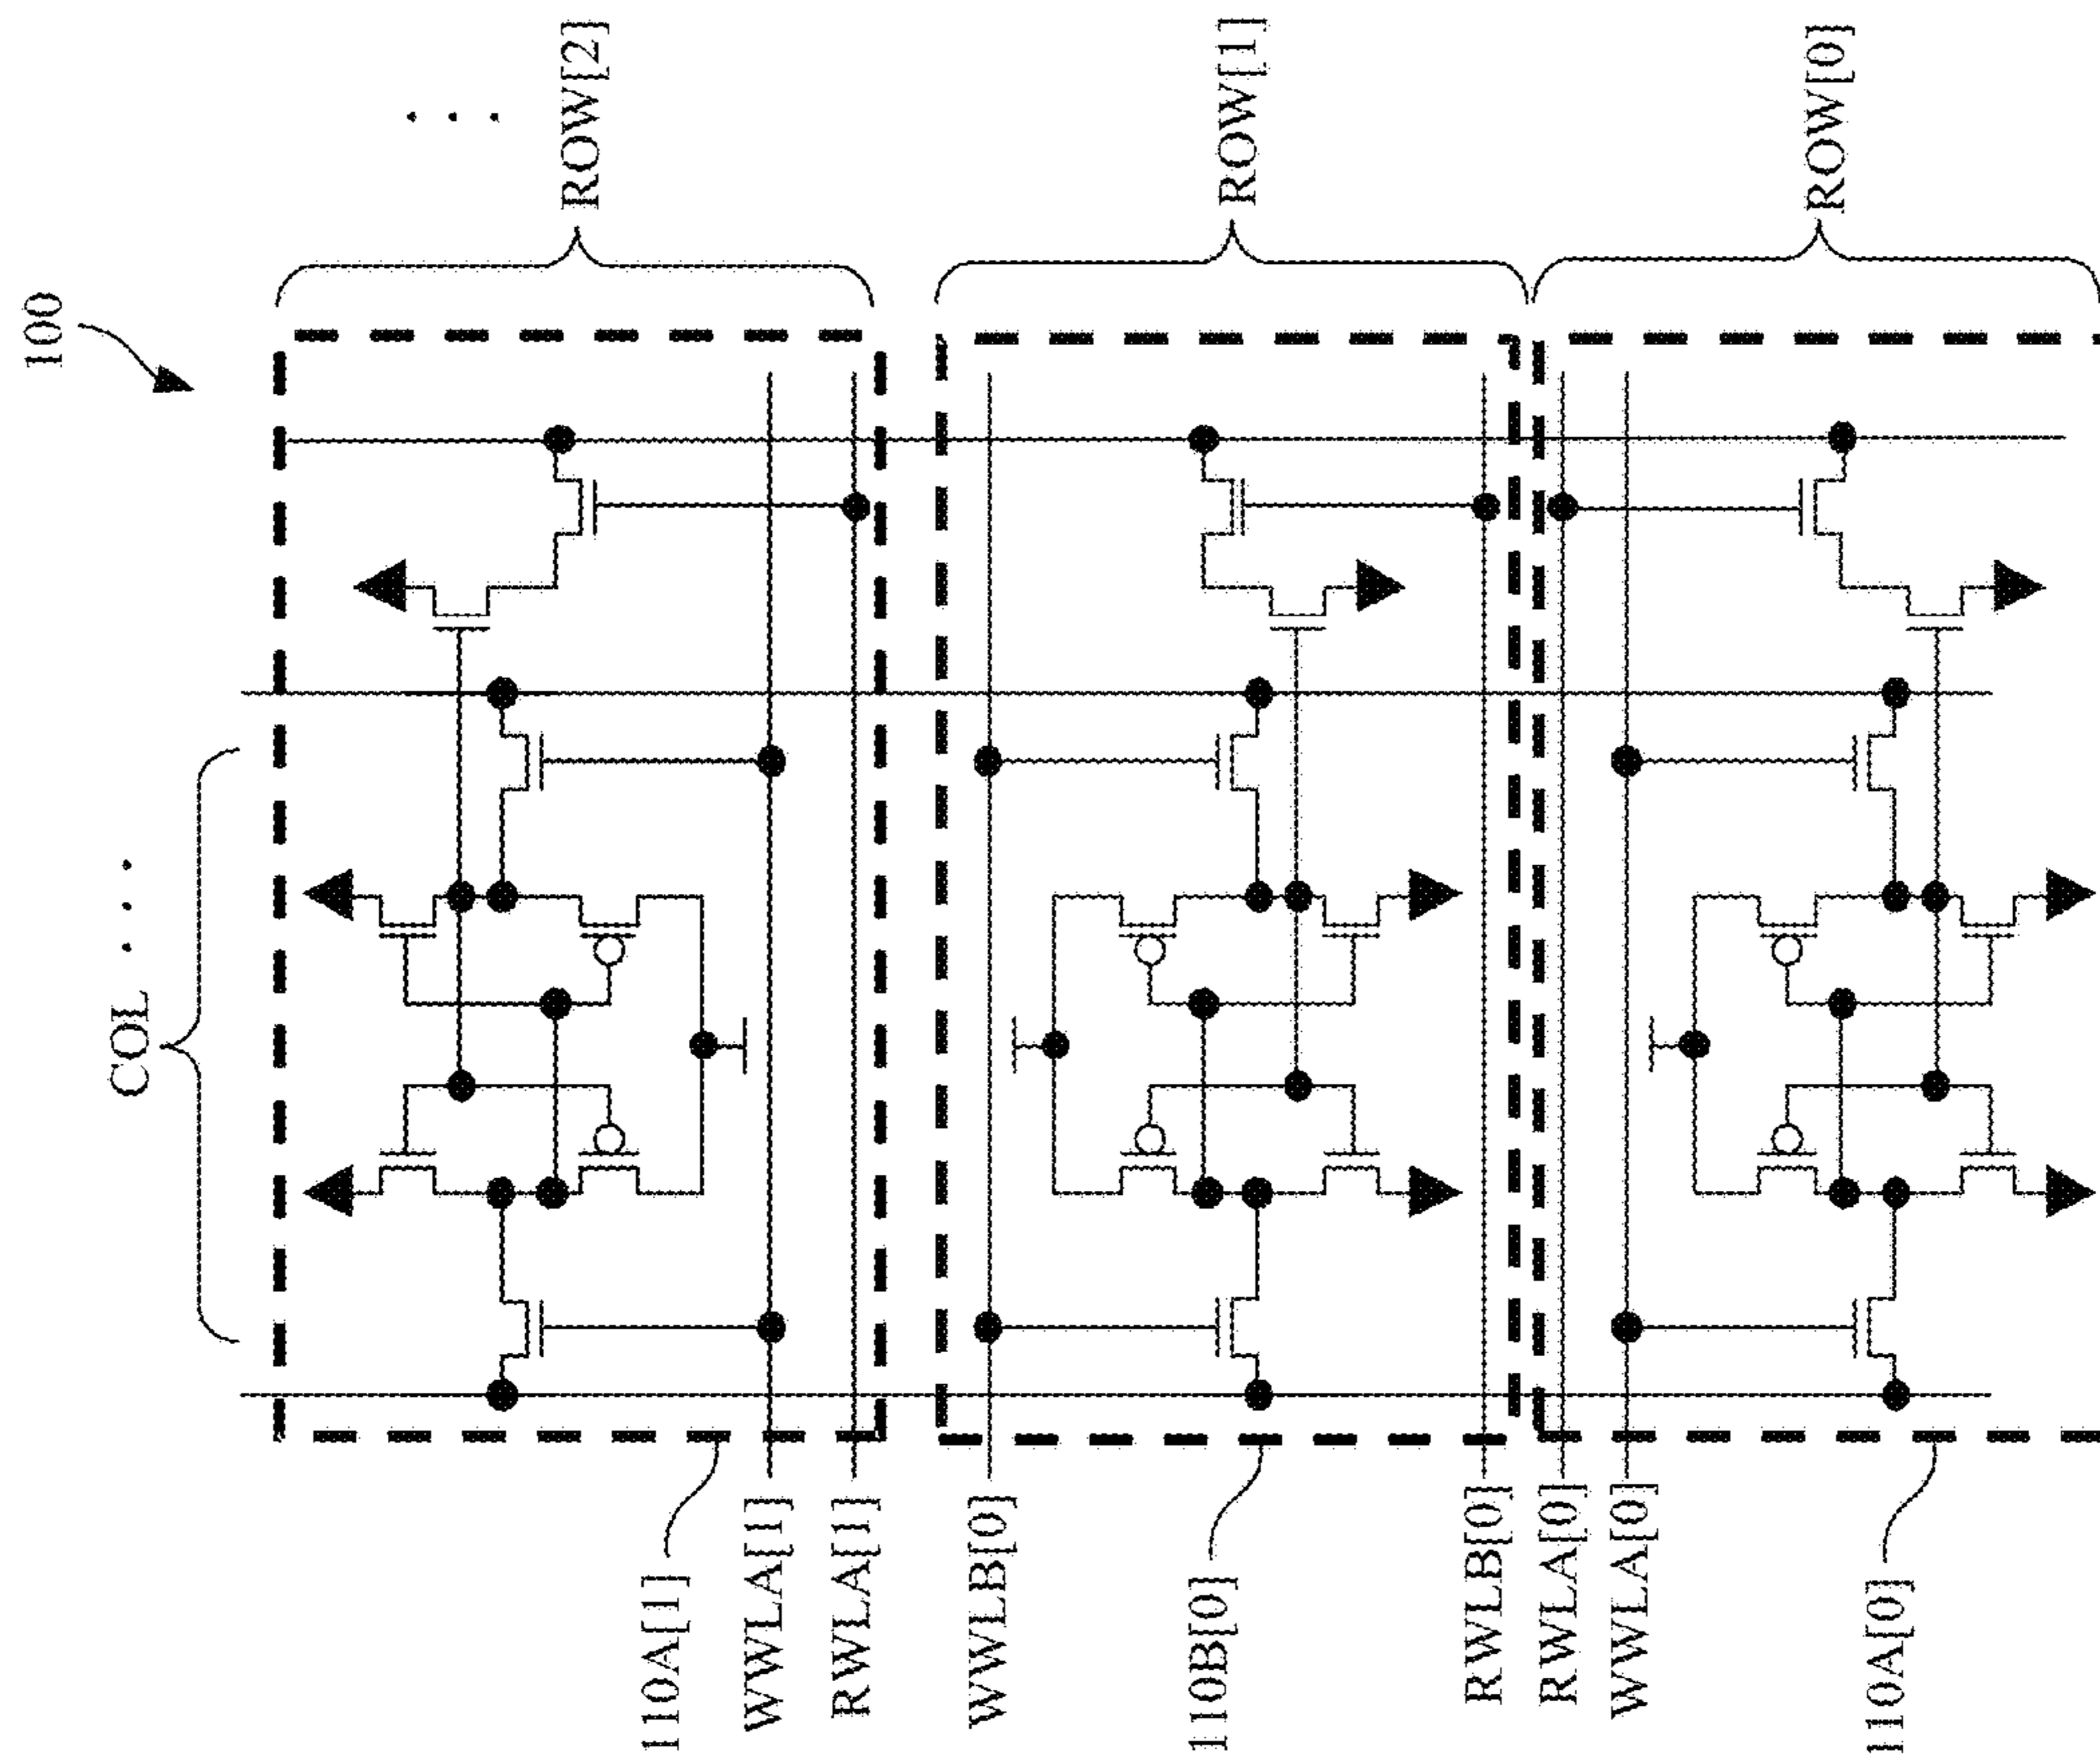 100
ROW[2]
ROW[1]
ROW[0]
COL
110A[1]
WWLA[1]
RWLA[1]
WWLB[0]
110B[0]
RWLB[0]
RWLA[0]
WWLA[0]
110A[0]